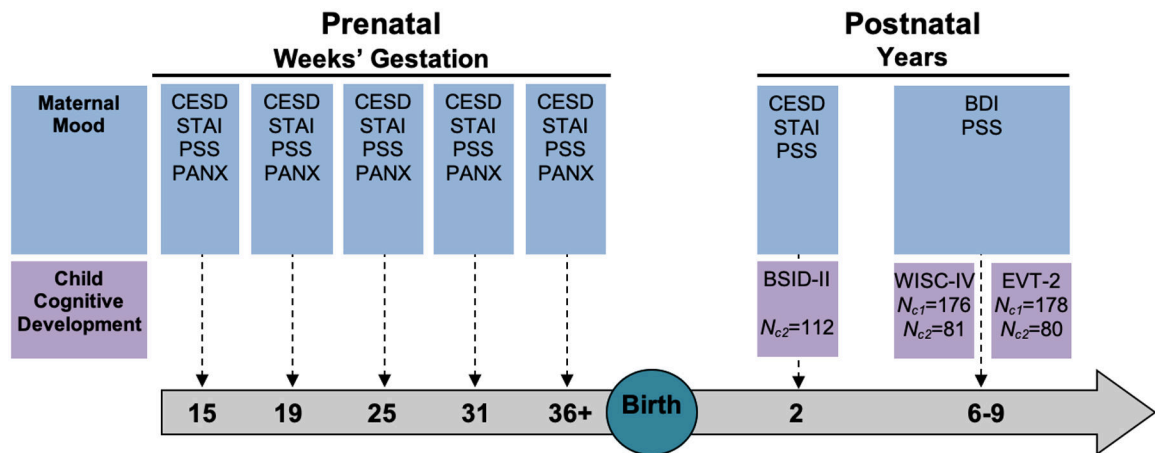 Prenatal
Weeks' Gestation
Postnatal
Years
Maternal
Mood
CESD
STAI
PSS
PANX
CESD
STAI
PSS
PANX
CESD
STAI
PSS
PANX
CESD
STAI
PSS
PANX
CESD
STAI
PSS
PANX
CESD
STAI
PSS
BDI
PSS
Child
Cognitive
Development
BSID-II
Nc2=112
WISC-IV
Nc1=176
Nc2=81
EVT-2
Nc1=178
Nc2=80
15
19
25
31
36+
Birth
2
6-9